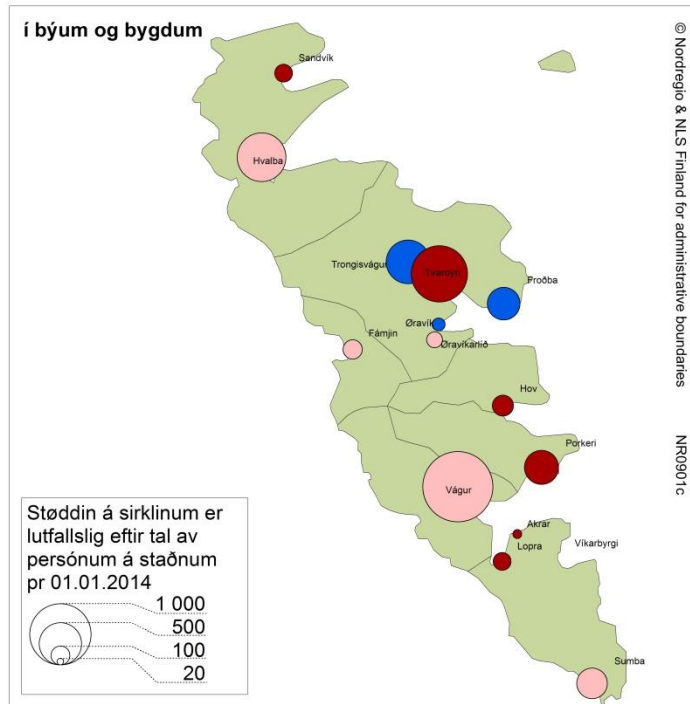 í býum og bygdum
Sandvík
Hvalba
Trongisvágur
Tvøroyri
Froðba
Øravík
Øravíkarlíð
Fámjin
Hov
Porkeri
Vágur
Akrar
Lopra
Víkarbyrgi
Sumba
Støddin á sirklinum er
lutfallslig eftir tal av
persónum á staðnum
pr 01.01.2014
1 000
500
100
20
© Nordregio & NLS Finland for administrative boundaries
NR0901c